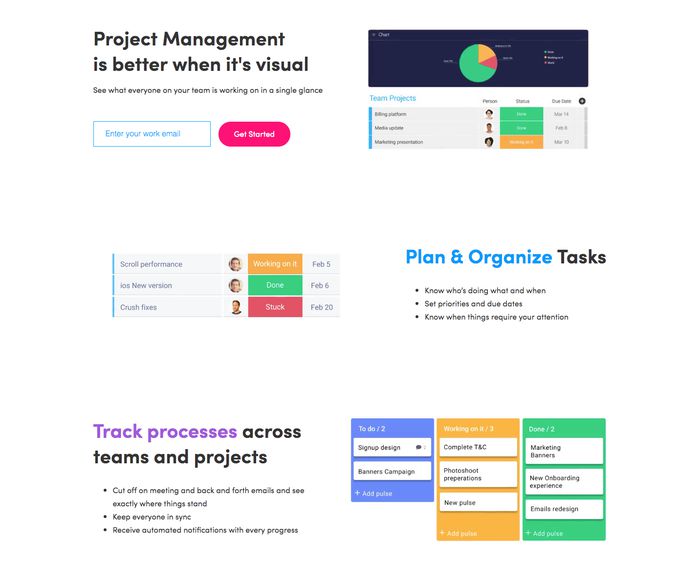 Project Management
is better when it's visual
See what everyone on your team is working on in a single glance
Enter your work email
Get Started
Chart
Done
Working on it
Stuck
Team Projects
Person
Status
Due Date
Billing platform
Done
Mar 14
Media update
Done
Feb 8
Marketing presentation
Working on it
Mar 10
Scroll performance
Working on it
Feb 5
ios New version
Done
Feb 6
Crush fixes
Stuck
Feb 20
Plan & Organize Tasks
Know who's doing what and when
Set priorities and due dates
Know when things require your attention
Track processes across
teams and projects
Cut off on meeting and back and forth emails and see
exactly where things stand
Keep everyone in sync
Receive automated notifications with every progress
To do / 2
Signup design
Banners Campaign
+ Add pulse
Working on it / 3
Complete T&C
Photoshoot
preperations
New pulse
+ Add pulse
Done / 2
Marketing
Banners
New Onboarding
experience
Emails redesign
+ Add pulse